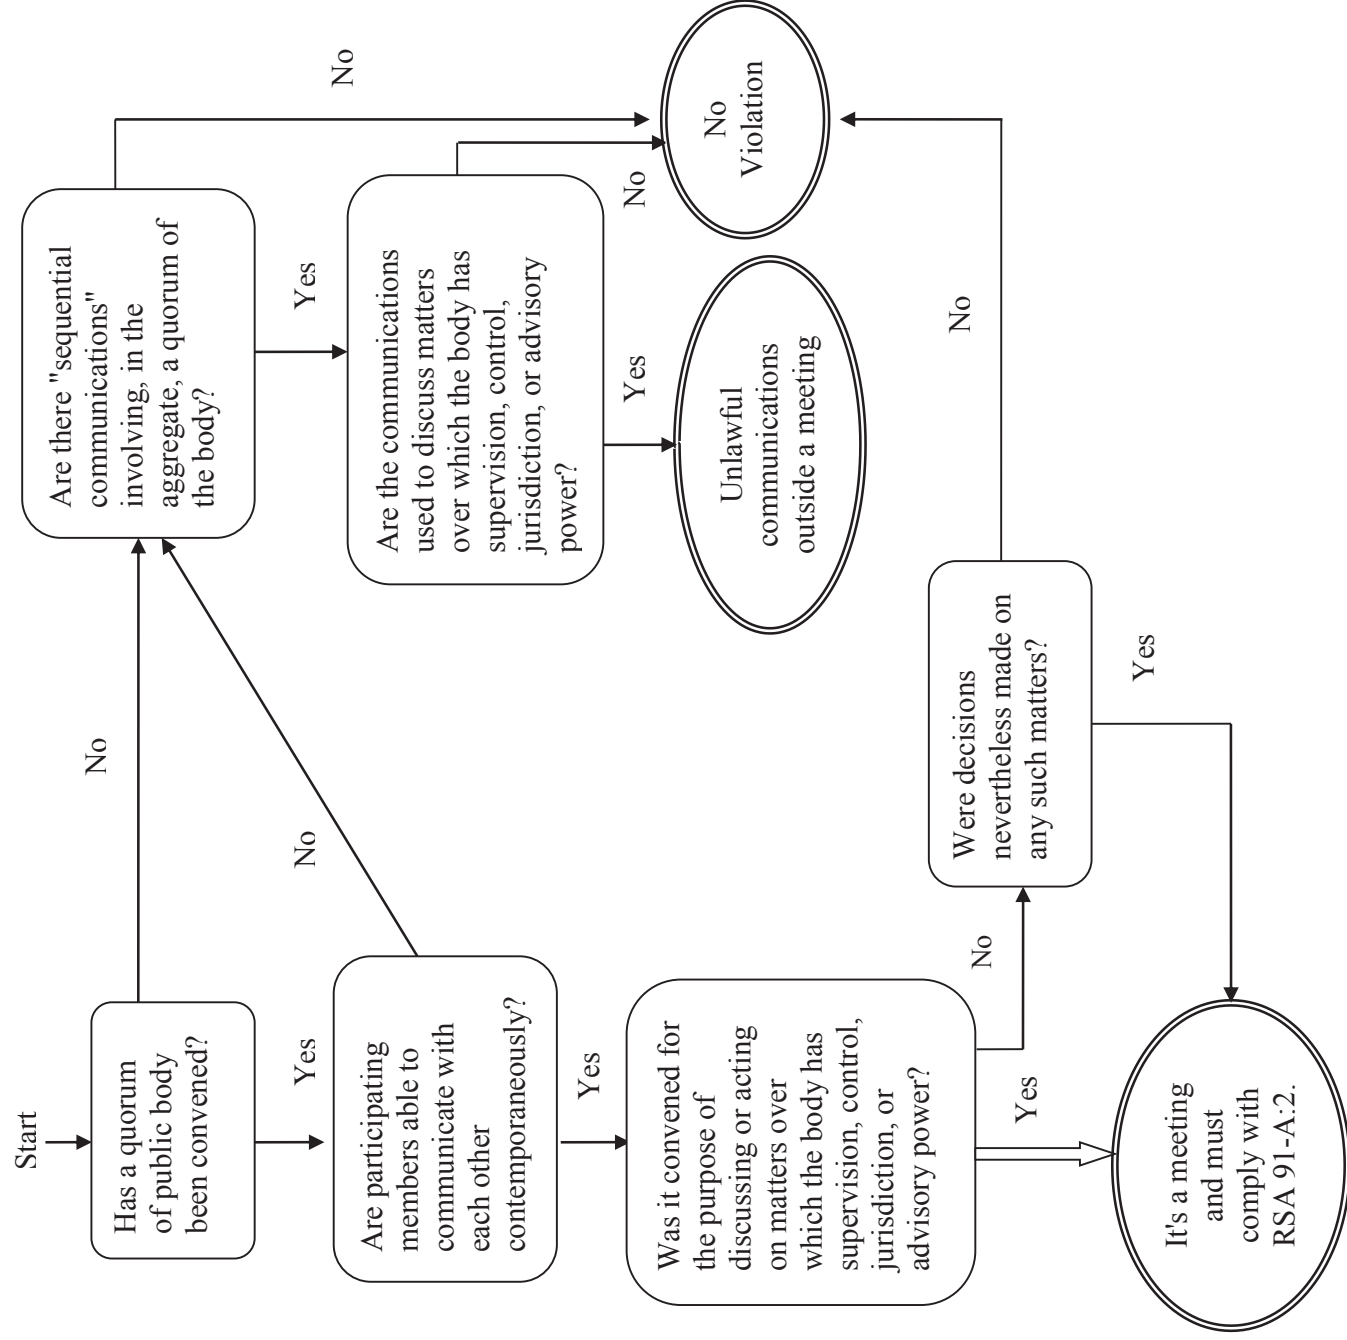 Start
Has a quorum
of public body
been convened?
No
Yes
Are participating
members able to
communicate with
each other
contemporaneously?
No
Yes
Was it convened for
the purpose of
discussing or acting
on matters over
which the body has
supervision, control,
jurisdiction, or
advisory power?
No
Yes
It's a meeting
and must
comply with
RSA 91-A:2.
Were decisions
nevertheless made on
any such matters?
Yes
No
Are there "sequential
communications"
involving, in the
aggregate, a quorum of
the body?
Yes
No
Are the communications
used to discuss matters
over which the body has
supervision, control,
jurisdiction, or advisory
power?
Yes
No
Unlawful
communications
outside a meeting
No
Violation